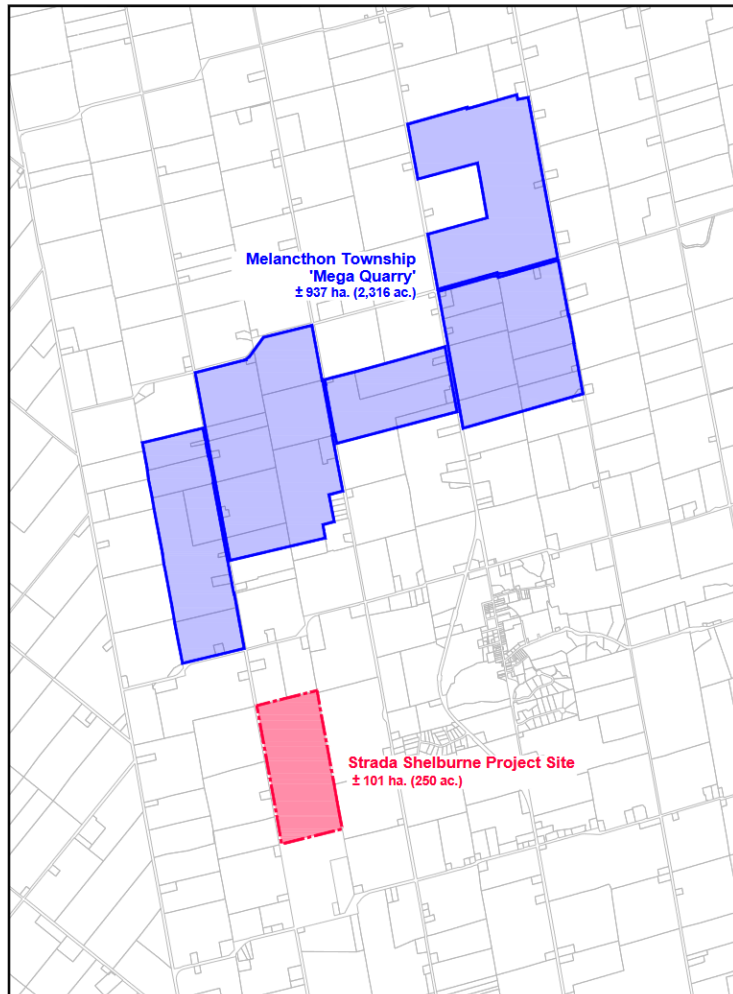 Melancthon Township
'Mega Quarry'
± 937 ha. (2,316 ac.)
Strada Shelburne Project Site
± 101 ha. (250 ac.)